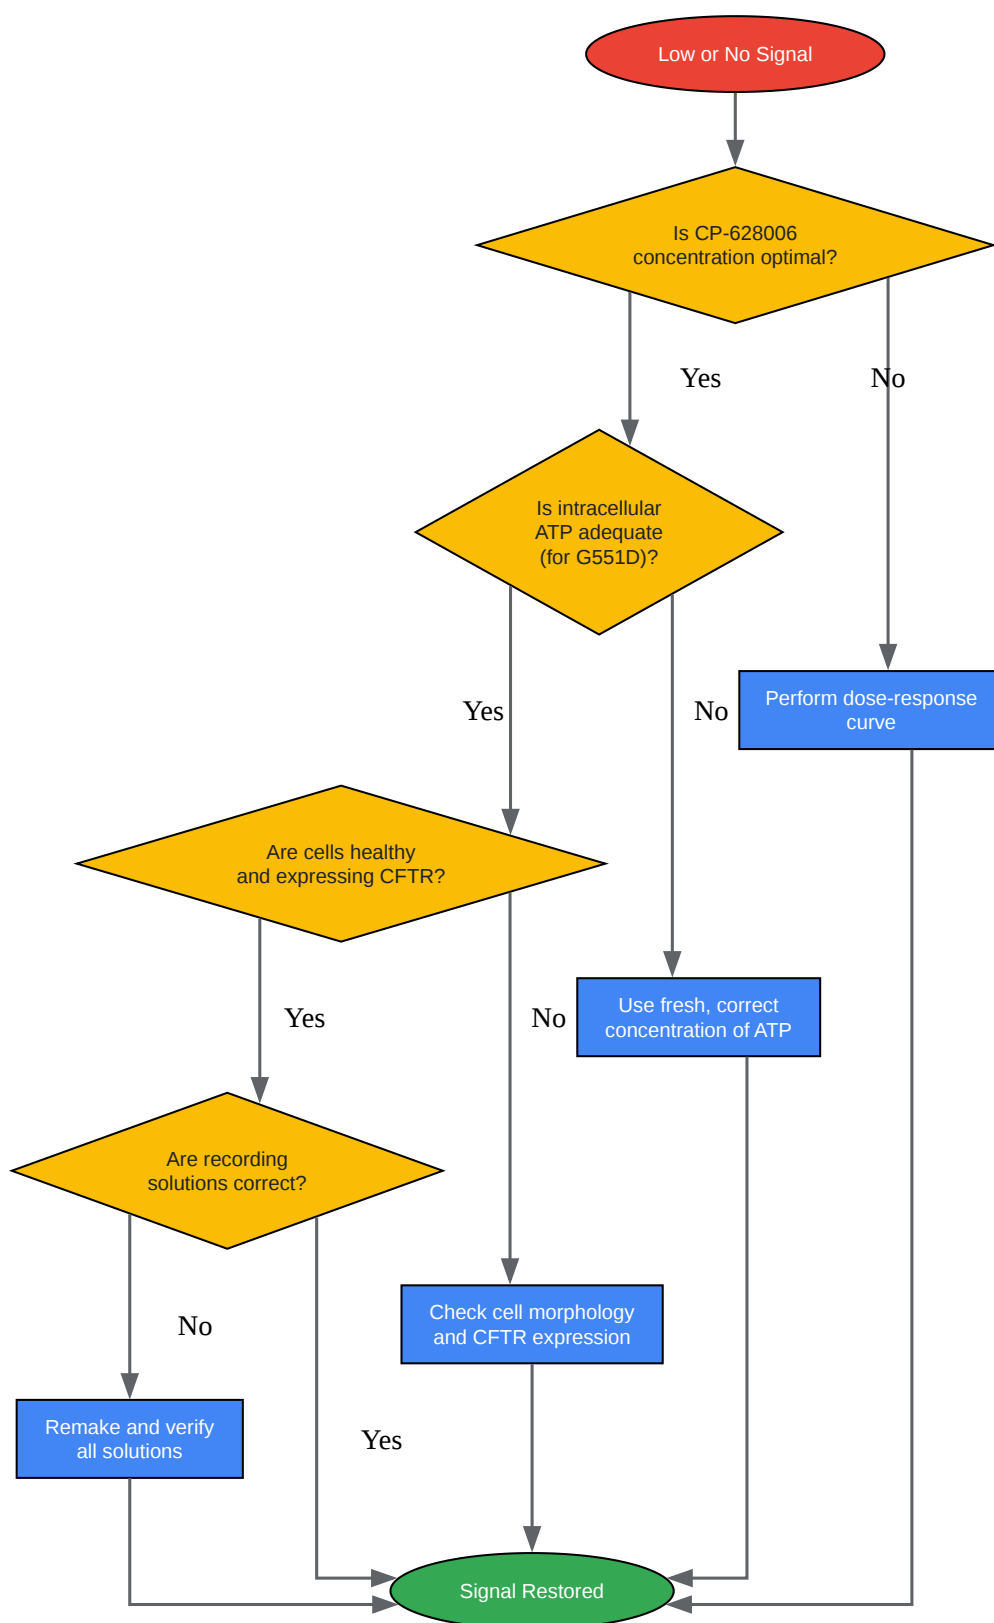 Low or No Signal
Is CP-628006
concentration optimal?
Yes
No
Is intracellular
ATP adequate
(for G551D)?
Yes
No
Perform dose-response
curve
Are cells healthy
and expressing CFTR?
Yes
No
Use fresh, correct
concentration of ATP
Are recording
solutions correct?
No
Yes
Check cell morphology
and CFTR expression
Remake and verify
all solutions
Signal Restored